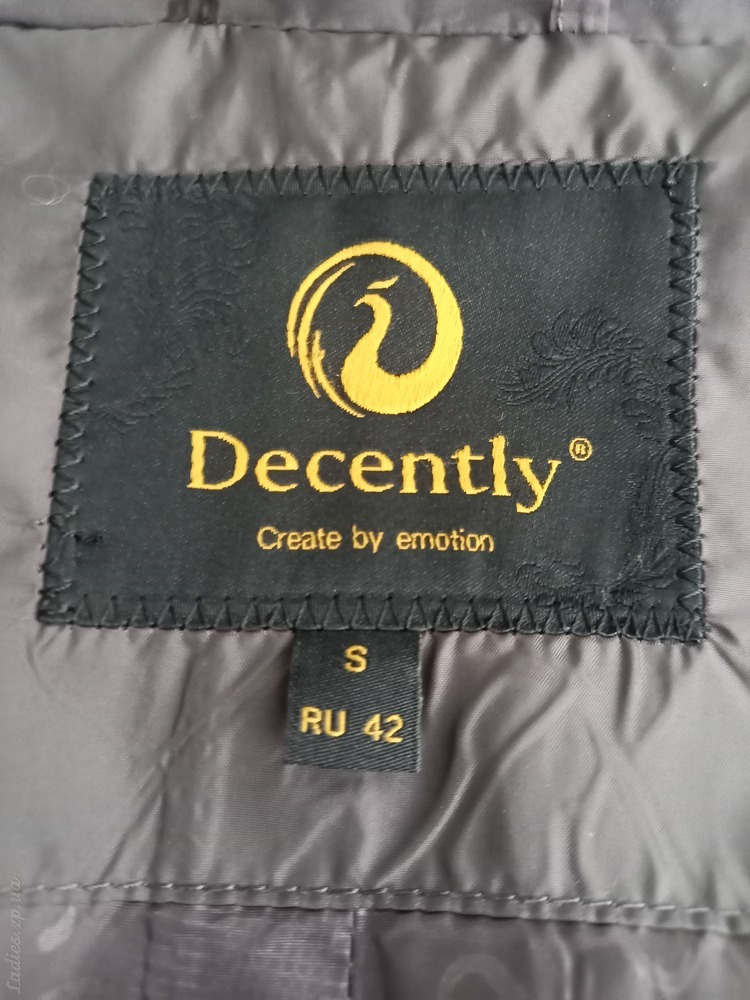 Decently®
Create by emotion
S
RU 42
Ladies.zp.ua